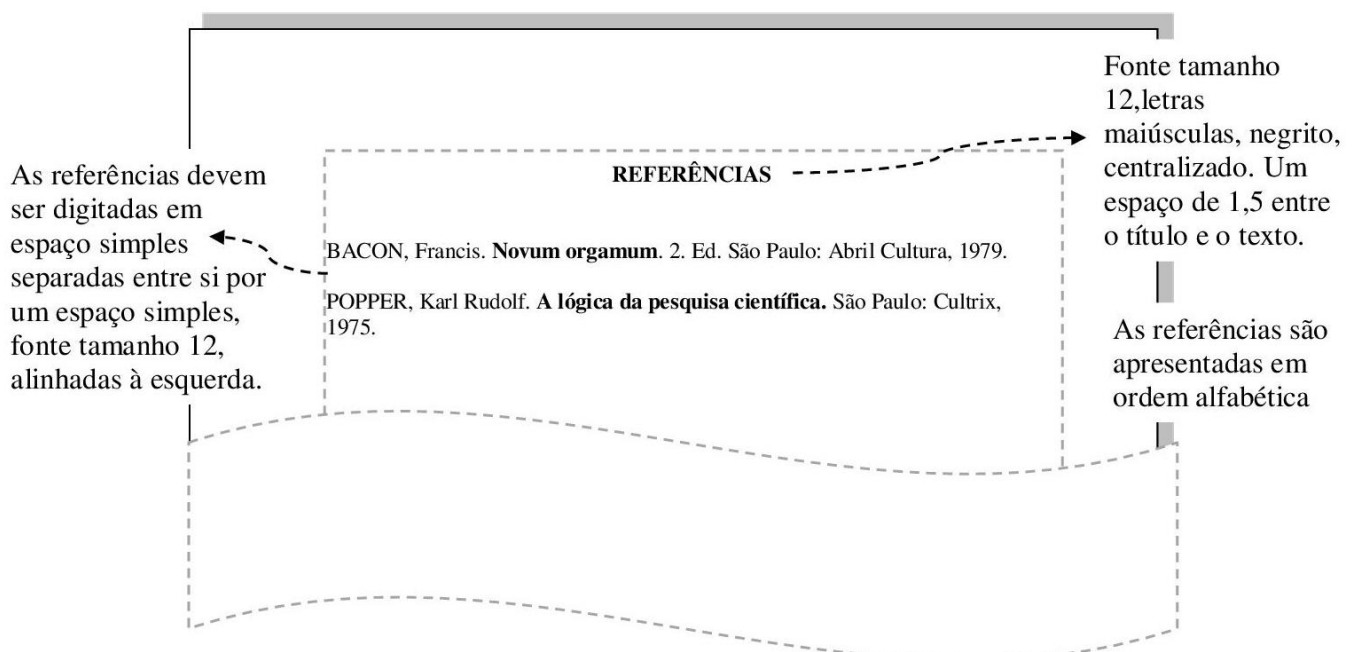 As referências devem
ser digitadas em
espaço simples
separadas entre si por
um espaço simples,
fonte tamanho 12,
alinhadas à esquerda.
REFERÊNCIAS
BACON, Francis. Novum orgamum. 2. Ed. São Paulo: Abril Cultura, 1979.
POPPER, Karl Rudolf. A lógica da pesquisa científica. São Paulo: Cultrix,
1975.
Fonte tamanho
12,letras
maiúsculas, negrito,
centralizado. Um
espaço de 1,5 entre
o título e o texto.
As referências são
apresentadas em
ordem alfabética